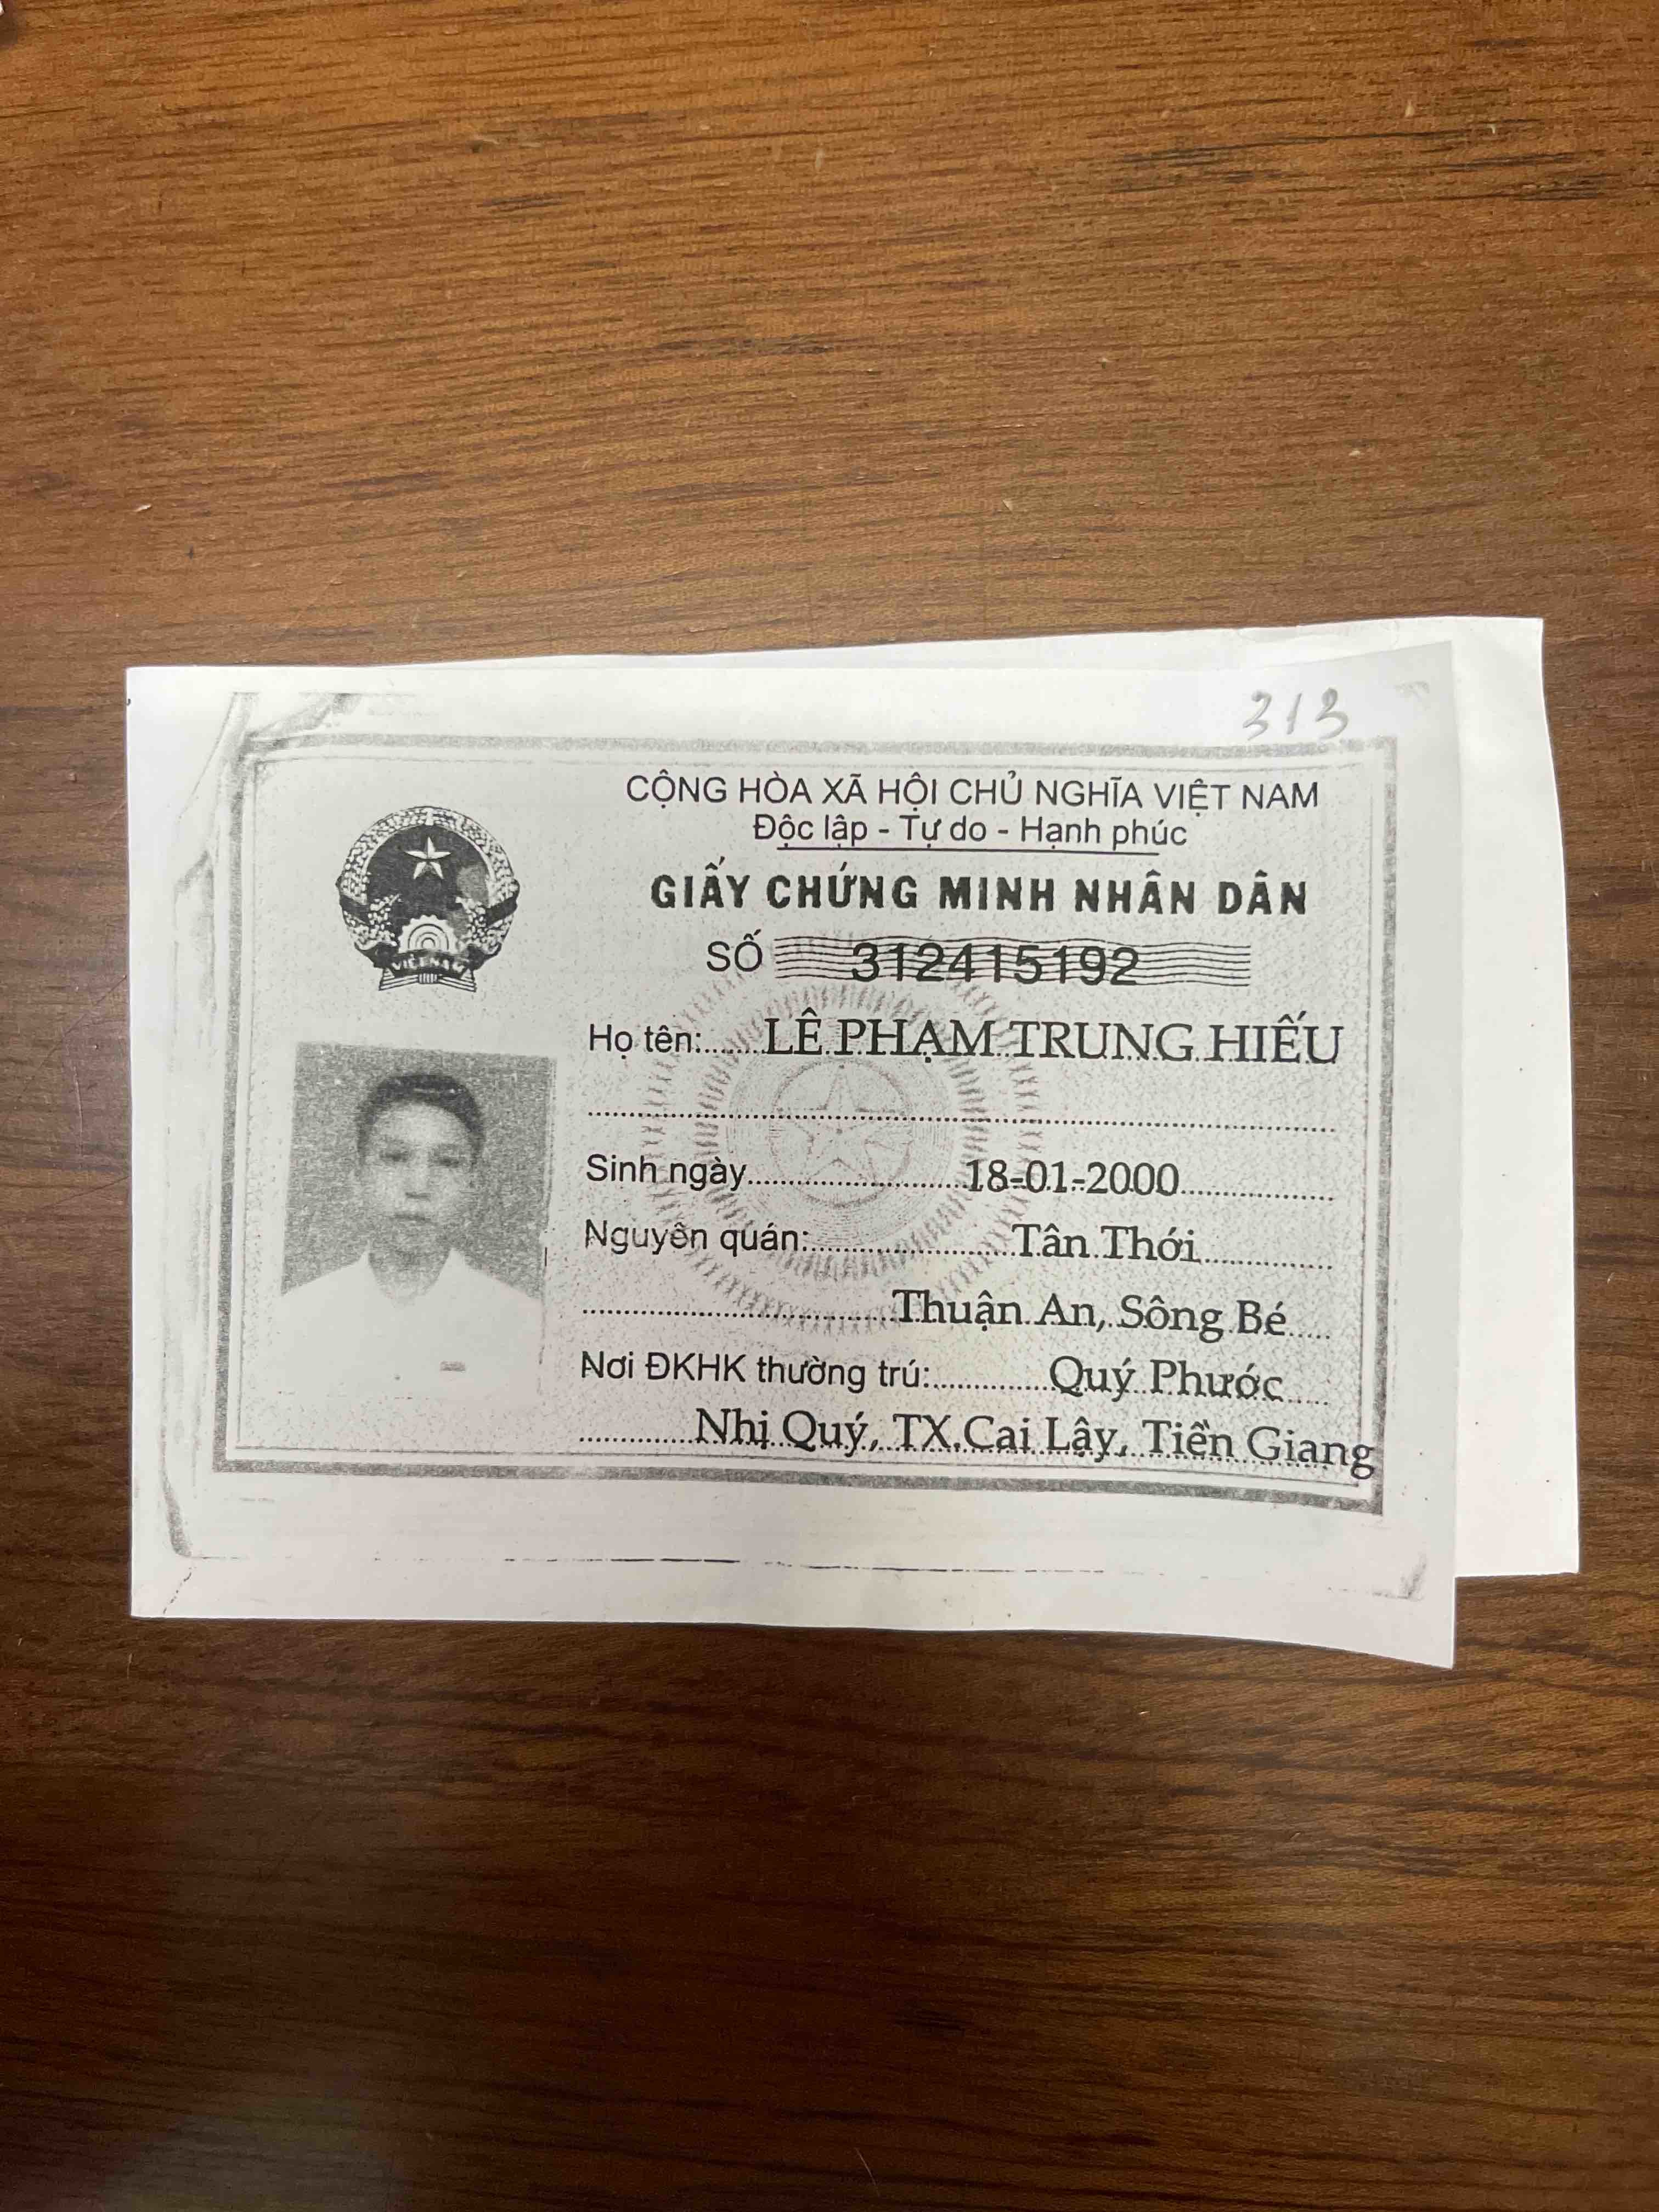 313
CỘNG HÒA XÃ HỘI CHỦ NGHĨA VIỆT NAM
Độc lập - Tự do - Hạnh phúc
GIẤY CHỨNG MINH NHÂN DÂN
SỐ 312415192
VIỆT NAM
Họ tên: LÊ PHẠM TRUNG HIẾU
Sinh ngày 18-01-2000
Nguyên quán: Tân Thới
Thuận An, Sông Bé
Nơi ĐKHK thường trú: Quý Phước
Nhị Quý, TX.Cai Lậy, Tiền Giang